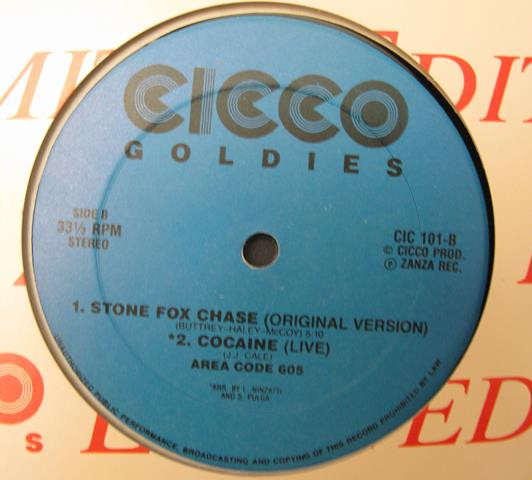 CICCO
GOLDIES
SIDE B
33⅓ RPM
STEREO
CIC 101-B
© CICCO PROD.
℗ ZANZA REC.
1. STONE FOX CHASE (ORIGINAL VERSION)
(BUTTREY-HALEY-McCOY) 5:10
*2. COCAINE (LIVE)
(J.J. CALE)
AREA CODE 605
*ARR. BY L. NINZATTI
AND S. PULGA
UNAUTHORIZED PUBLIC PERFORMANCE, BROADCASTING AND COPYING OF THIS RECORD PROHIBITED BY LAW